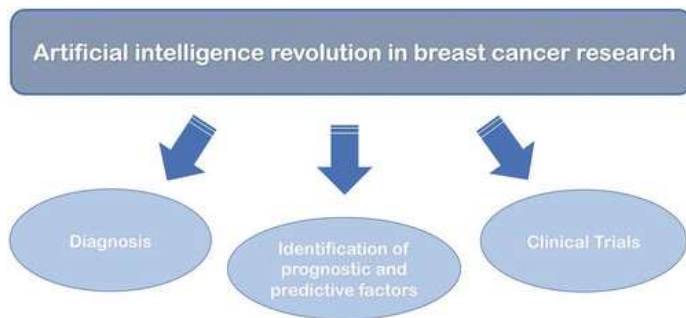 Artificial intelligence revolution in breast cancer research
Diagnosis
Identification of
prognostic and
predictive factors
Clinical Trials